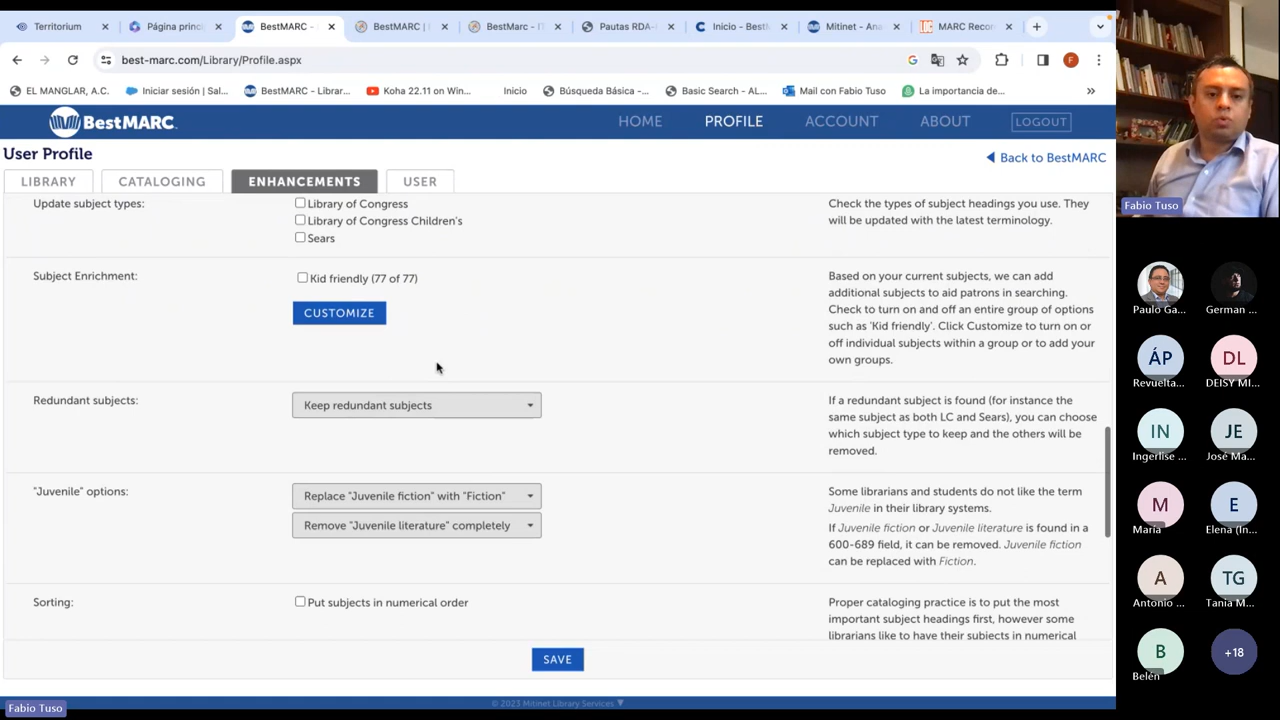 Territorium
Página princ
BestMARC -
BestMARC |
BestMarc - IT
Pautas RDA-
Inicio - Best
Mitinet - Ana
MARC Recor
best-marc.com/Library/Profile.aspx
F
EL MANGLAR, A.C.
Iniciar sesión | Sal...
BestMARC - Librar...
Koha 22.11 on Win...
Inicio
Búsqueda Básica -...
Basic Search - AL...
Mail con Fabio Tuso
La importancia de...
BestMARC
HOME
PROFILE
ACCOUNT
ABOUT
LOGOUT
User Profile
Back to BestMARC
LIBRARY
CATALOGING
ENHANCEMENTS
USER
Update subject types:
Library of Congress
Library of Congress Children's
Sears
Check the types of subject headings you use. They
will be updated with the latest terminology.
Subject Enrichment:
Kid friendly (77 of 77)
CUSTOMIZE
Based on your current subjects, we can add
additional subjects to aid patrons in searching.
Check to turn on and off an entire group of options
such as 'Kid friendly'. Click Customize to turn on or
off individual subjects within a group or to add your
own groups.
Redundant subjects:
Keep redundant subjects
If a redundant subject is found (for instance the
same subject as both LC and Sears), you can choose
which subject type to keep and the others will be
removed.
"Juvenile" options:
Replace "Juvenile fiction" with "Fiction"
Remove "Juvenile literature" completely
Some librarians and students do not like the term
Juvenile in their library systems.
If Juvenile fiction or Juvenile literature is found in a
600-689 field, it can be removed. Juvenile fiction
can be replaced with Fiction.
Sorting:
Put subjects in numerical order
Proper cataloging practice is to put the most
important subject headings first, however some
librarians like to have their subjects in numerical
SAVE
© 2023 Mitinet Library Services
Fabio Tuso
Fabio Tuso
Paulo Ga...
German ...
ÁP
Revuelta...
DL
DEISY MI...
IN
Ingerlise ...
JE
José Ma...
M
María
E
Elena (In...
A
Antonio ...
TG
Tania M...
B
Belén
+18